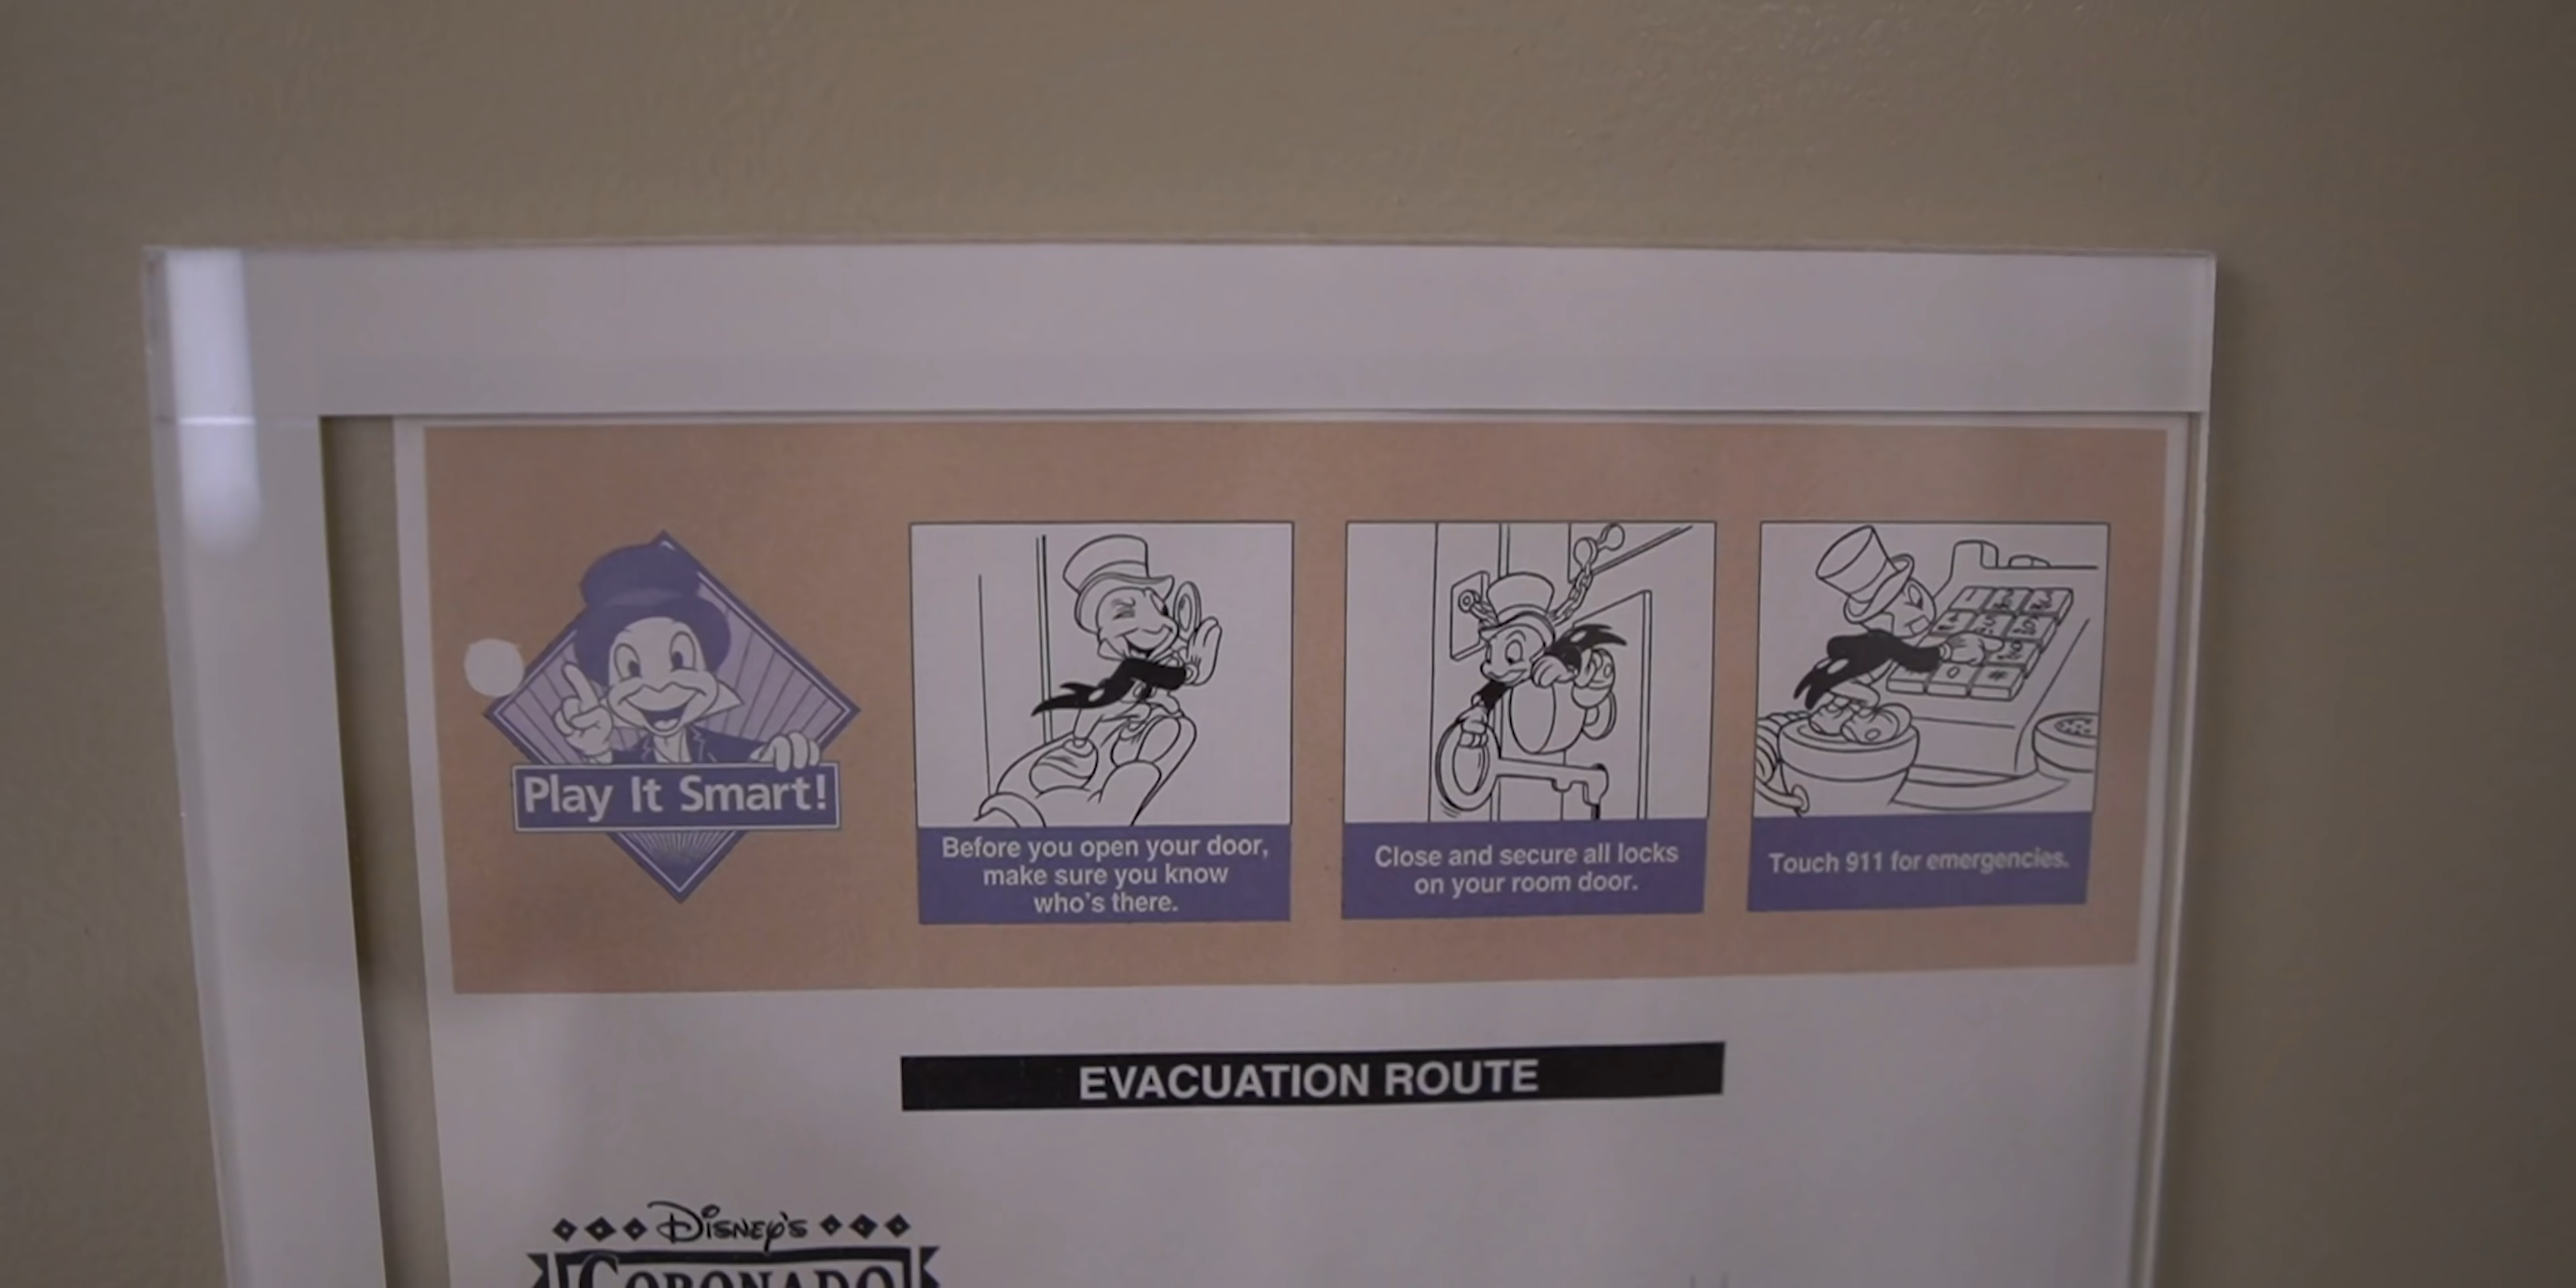 Play It Smart!
Before you open your door,
make sure you know
who's there.
Close and secure all locks
on your room door.
Touch 911 for emergencies.
EVACUATION ROUTE
DISNEY'S
CORONADO